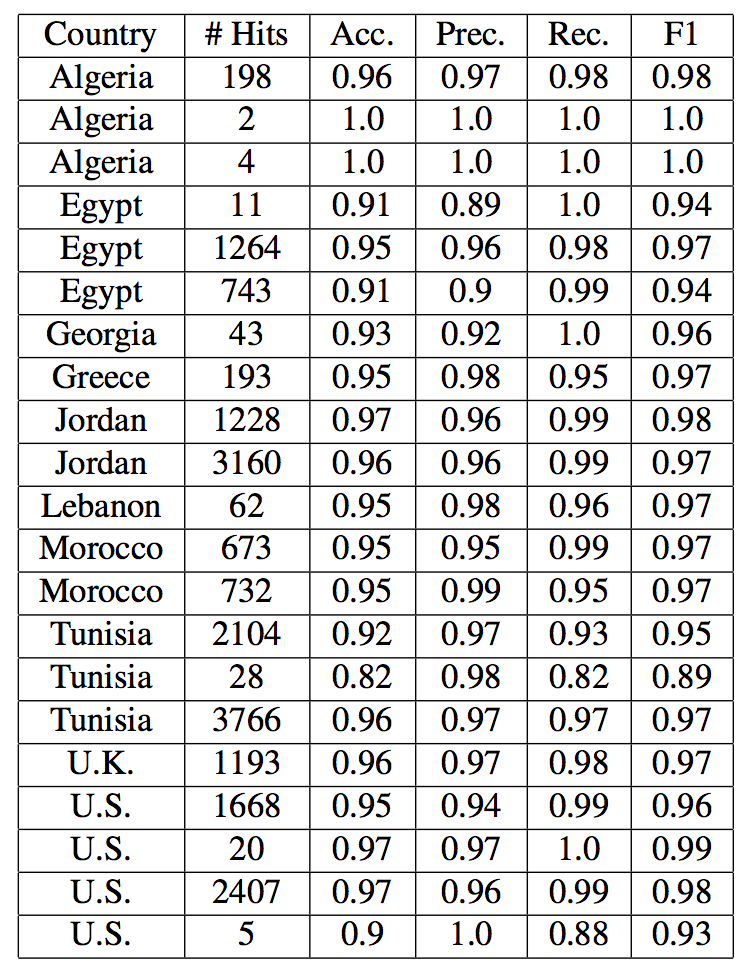 Country # Hits Acc. Prec. Rec. F1
Algeria 198 0.96 0.97 0.98 0.98
Algeria 2 1.0 1.0 1.0 1.0
Algeria 4 1.0 1.0 1.0 1.0
Egypt 11 0.91 0.89 1.0 0.94
Egypt 1264 0.95 0.96 0.98 0.97
Egypt 743 0.91 0.9 0.99 0.94
Georgia 43 0.93 0.92 1.0 0.96
Greece 193 0.95 0.98 0.95 0.97
Jordan 1228 0.97 0.96 0.99 0.98
Jordan 3160 0.96 0.96 0.99 0.97
Lebanon 62 0.95 0.98 0.96 0.97
Morocco 673 0.95 0.95 0.99 0.97
Morocco 732 0.95 0.99 0.95 0.97
Tunisia 2104 0.92 0.97 0.93 0.95
Tunisia 28 0.82 0.98 0.82 0.89
Tunisia 3766 0.96 0.97 0.97 0.97
U.K. 1193 0.96 0.97 0.98 0.97
U.S. 1668 0.95 0.94 0.99 0.96
U.S. 20 0.97 0.97 1.0 0.99
U.S. 2407 0.97 0.96 0.99 0.98
U.S. 5 0.9 1.0 0.88 0.93